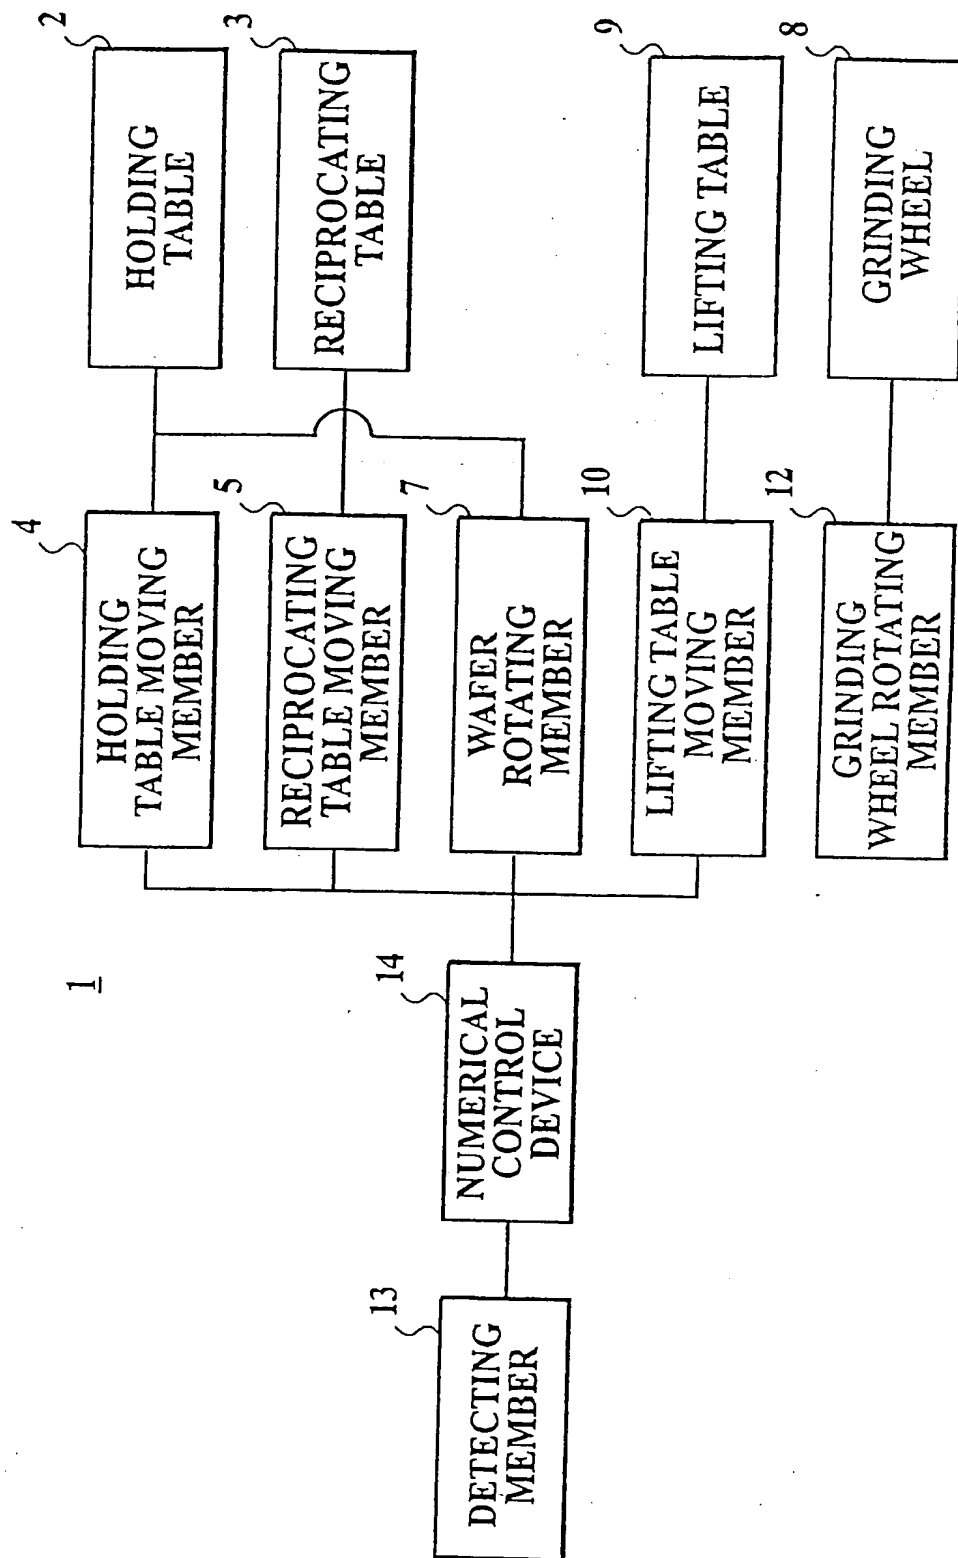 1
13
DETECTING
MEMBER
14
NUMERICAL
CONTROL
DEVICE
4
HOLDING
TABLE MOVING
MEMBER
5
RECIPROCATING
TABLE MOVING
MEMBER
7
WAFER
ROTATING
MEMBER
10
LIFTING TABLE
MOVING
MEMBER
12
GRINDING
WHEEL ROTATING
MEMBER
2
HOLDING
TABLE
3
RECIPROCATING
TABLE
9
LIFTING TABLE
8
GRINDING
WHEEL